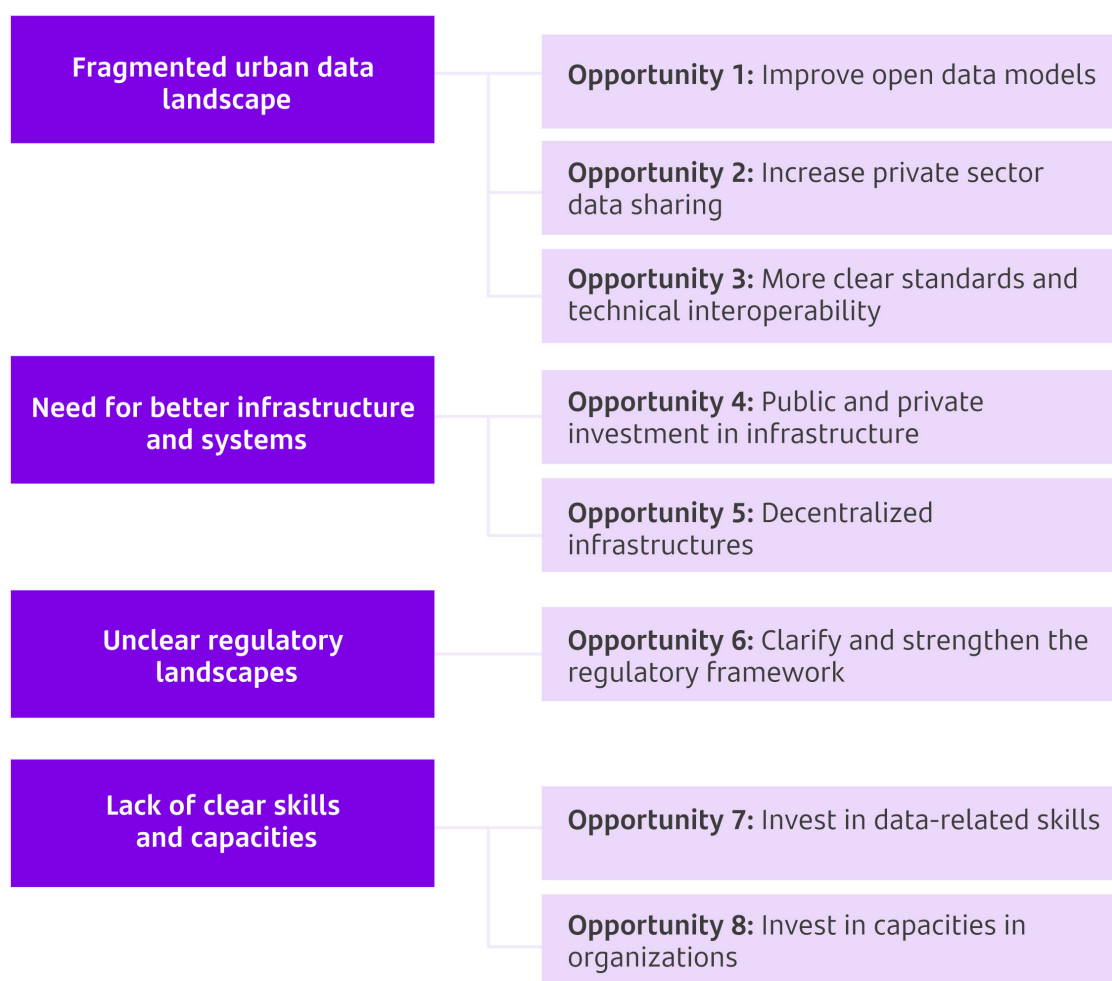 Fragmented urban data
landscape
Opportunity 1: Improve open data models
Opportunity 2: Increase private sector
data sharing
Opportunity 3: More clear standards and
technical interoperability
Need for better infrastructure
and systems
Opportunity 4: Public and private
investment in infrastructure
Opportunity 5: Decentralized
infrastructures
Unclear regulatory
landscapes
Opportunity 6: Clarify and strengthen the
regulatory framework
Lack of clear skills
and capacities
Opportunity 7: Invest in data-related skills
Opportunity 8: Invest in capacities in
organizations